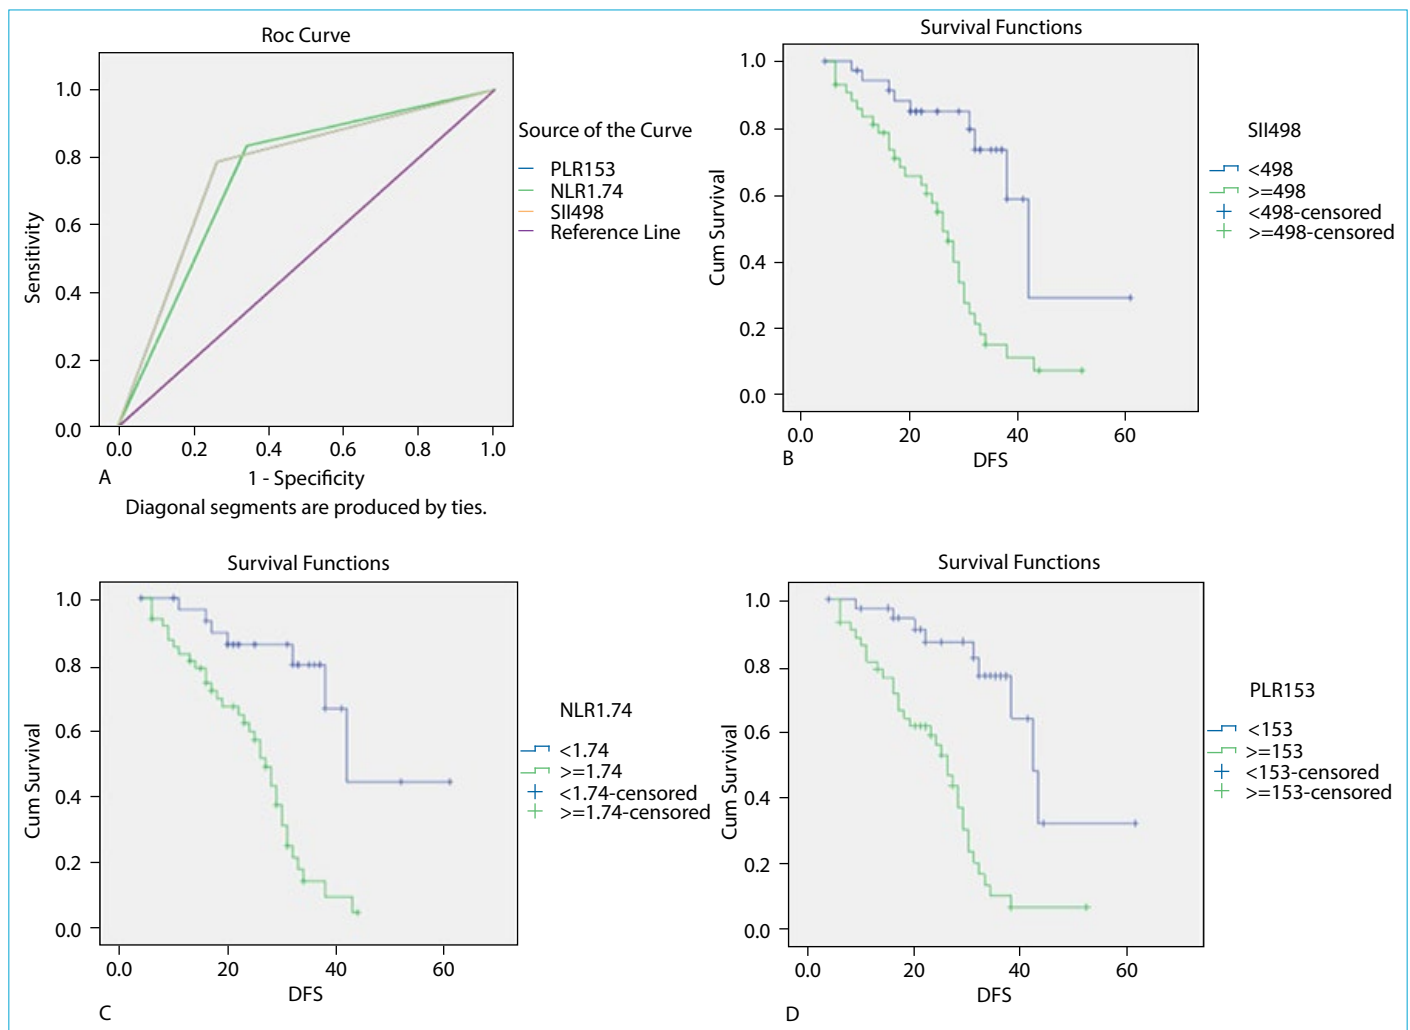 Roc Curve
1.0
0.8
0.6
0.4
0.2
0.0
Sensitivity
0.0 0.2 0.4 0.6 0.8 1.0
1 - Specificity
A
Diagonal segments are produced by ties.
Source of the Curve
PLR153
NLR1.74
SII498
Reference Line
Survival Functions
1.0
0.8
0.6
0.4
0.2
0.0
Cum Survival
0.0 20 40 60
DFS
B
SII498
<498
>=498
<498-censored
>=498-censored
Survival Functions
1.0
0.8
0.6
0.4
0.2
0.0
Cum Survival
0.0 20 40 60
DFS
C
NLR1.74
<1.74
>=1.74
<1.74-censored
>=1.74-censored
Survival Functions
1.0
0.8
0.6
0.4
0.2
0.0
Cum Survival
0.0 20 40 60
DFS
D
PLR153
<153
>=153
<153-censored
>=153-censored